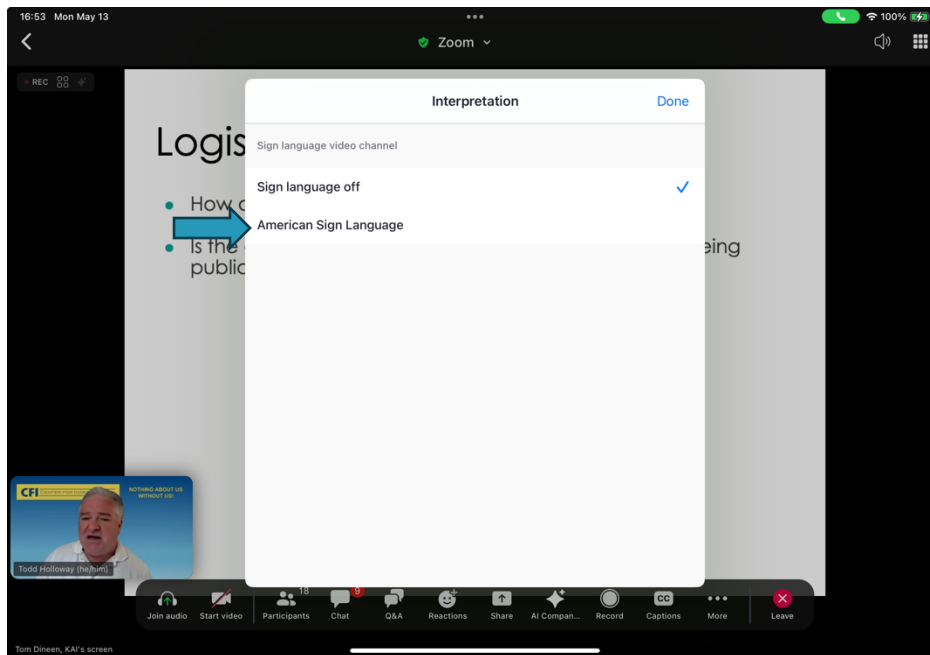 16:53 Mon May 13
100%
Zoom
REC
Interpretation
Done
Logis
Sign language video channel
Sign language off
How
American Sign Language
Is the
eing
public
CFI
NOTHING ABOUT US
WITHOUT US!
Todd Holloway (he/him)
18
9
Join audio
Start video
Participants
Chat
Q&A
Reactions
Share
AI Compan...
Record
CC
Captions
More
Leave
Tom Dineen, KAI's screen